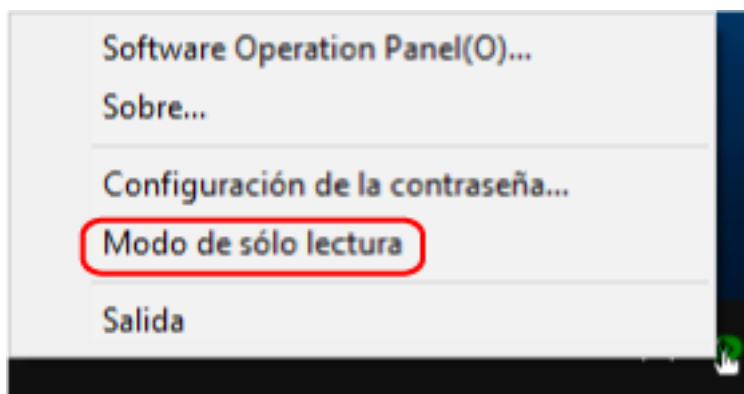 Software Operation Panel(O)...
Sobre...
Configuración de la contraseña...
Modo de sólo lectura
Salida